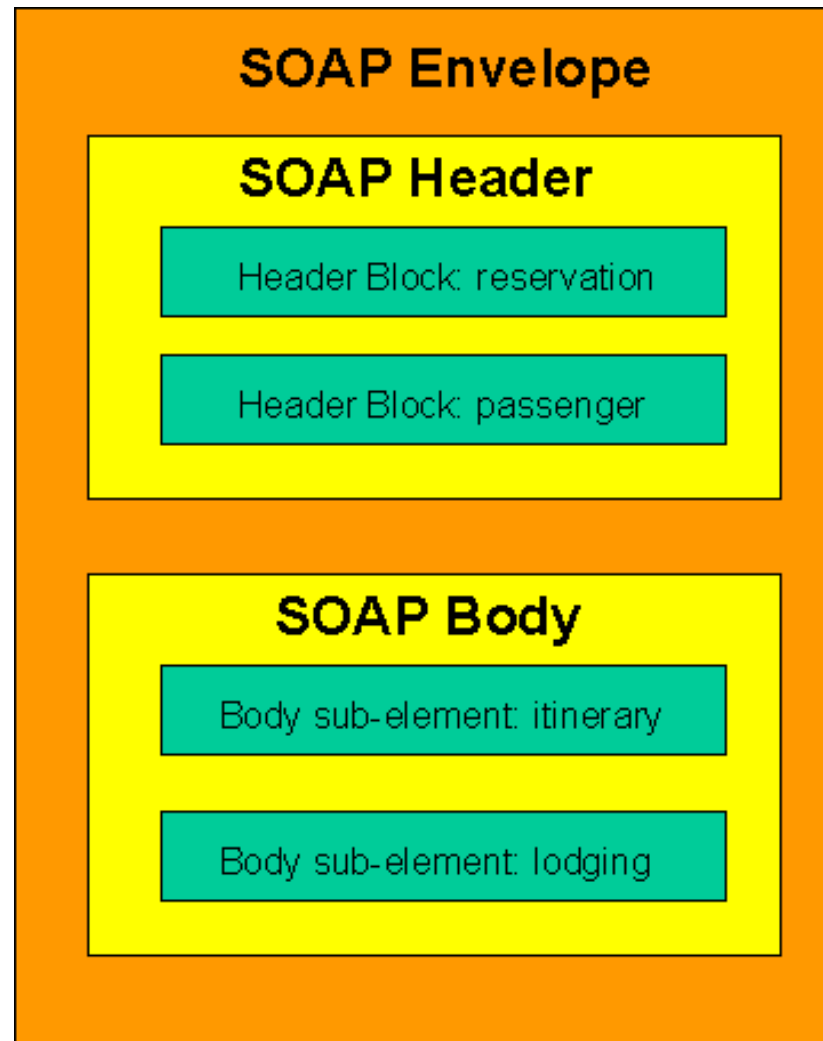 SOAP Envelope
SOAP Header
Header Block: reservation
Header Block: passenger
SOAP Body
Body sub-element: itinerary
Body sub-element: lodging